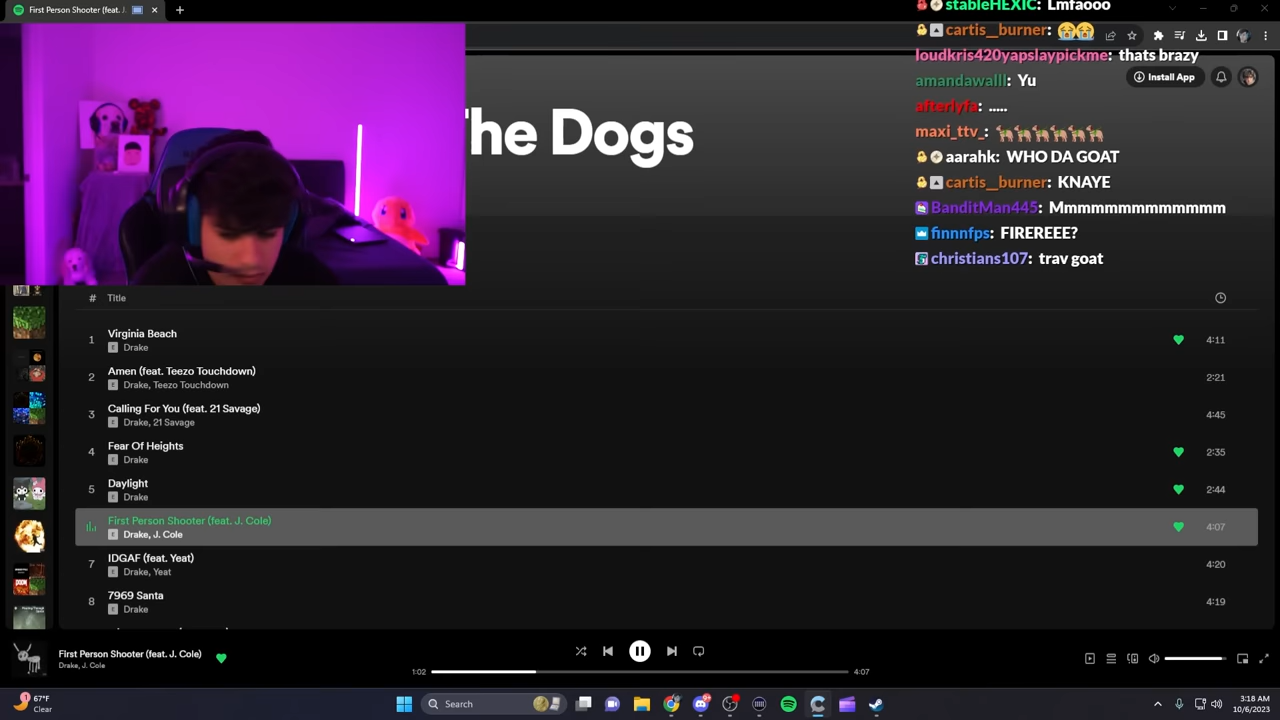 First Person Shooter (feat. J.
stableHEXIC: Lmfaooo
cartis__burner: 😭😭
loudkris420yapslaypickme: thats brazy
amandawalll: Yu
Install App
afterlyfa: .....
maxi_ttv_: 🐪🐪🐪🐪🐪🐪
aarahk: WHO DA GOAT
cartis__burner: KNAYE
BanditMan445: Mmmmmmmmmmmmm
finnnfps: FIREREEE?
christians107: trav goat
The Dogs
# Title
1 Virginia Beach 4:11
E Drake
2 Amen (feat. Teezo Touchdown) 2:21
E Drake, Teezo Touchdown
3 Calling For You (feat. 21 Savage) 4:45
E Drake, 21 Savage
4 Fear Of Heights 2:35
E Drake
5 Daylight 2:44
E Drake
First Person Shooter (feat. J. Cole) 4:07
E Drake, J. Cole
7 IDGAF (feat. Yeat) 4:20
E Drake, Yeat
8 7969 Santa 4:19
E Drake
First Person Shooter (feat. J. Cole)
Drake, J. Cole
1:02 4:07
67°F
Clear
Search
3:18 AM
10/6/2023